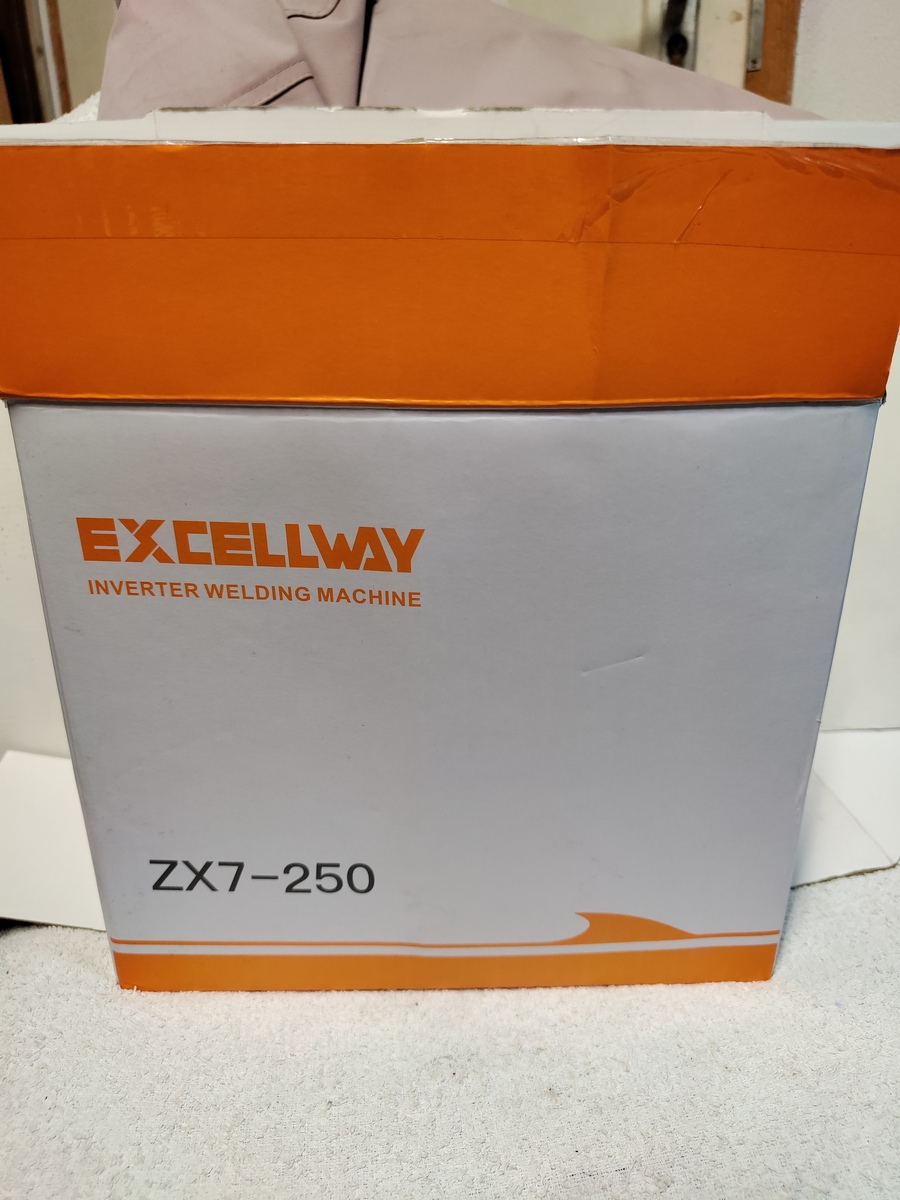 EXCELLWAY
INVERTER WELDING MACHINE
ZX7-250